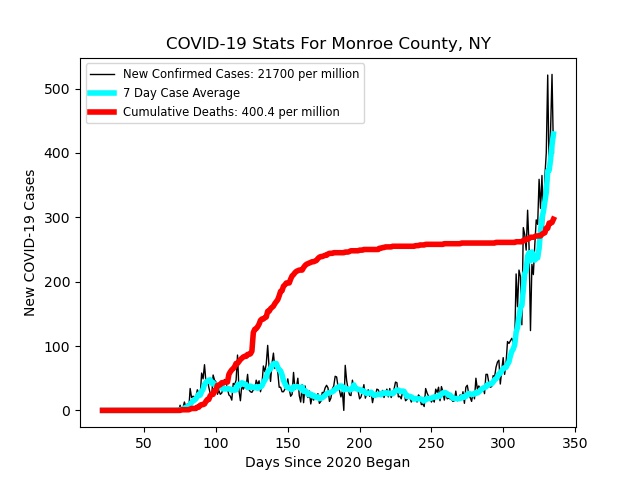 COVID-19 Stats For Monroe County, NY
New Confirmed Cases: 21700 per million
7 Day Case Average
Cumulative Deaths: 400.4 per million
New COVID-19 Cases
500
400
300
200
100
0
50
100
150
200
250
300
350
Days Since 2020 Began